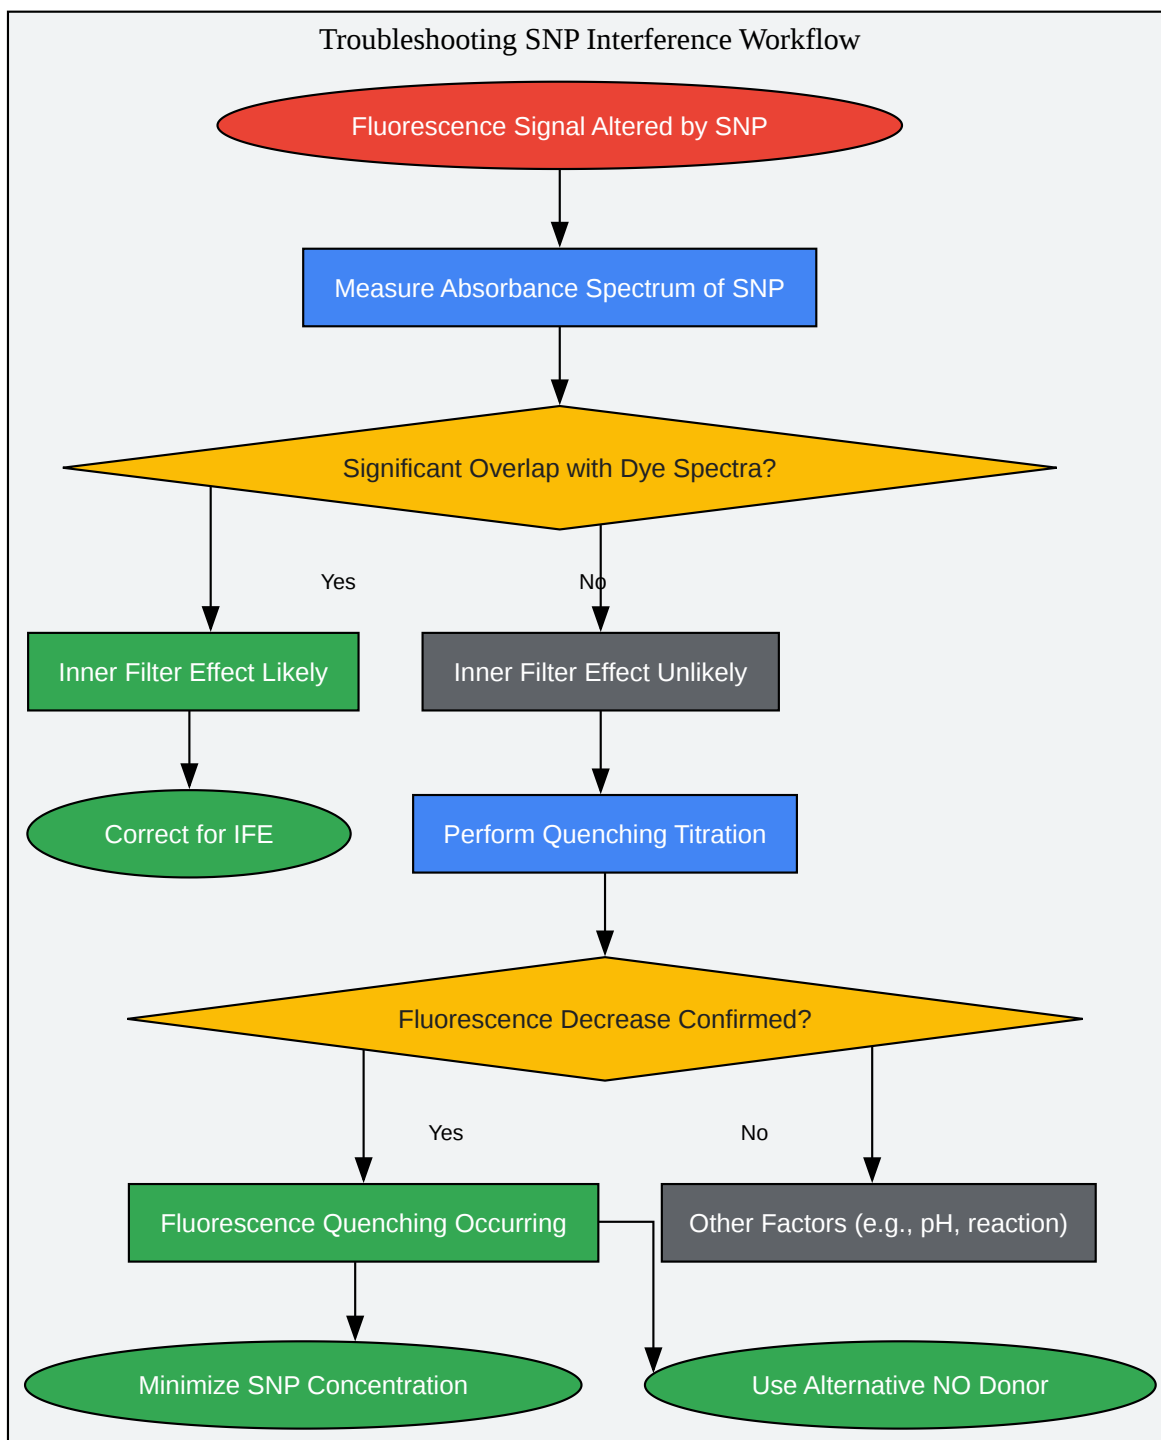 Troubleshooting SNP Interference Workflow
Fluorescence Signal Altered by SNP
Measure Absorbance Spectrum of SNP
Significant Overlap with Dye Spectra?
Yes
No
Inner Filter Effect Likely
Inner Filter Effect Unlikely
Correct for IFE
Perform Quenching Titration
Fluorescence Decrease Confirmed?
Yes
No
Fluorescence Quenching Occurring
Other Factors (e.g., pH, reaction)
Minimize SNP Concentration
Use Alternative NO Donor